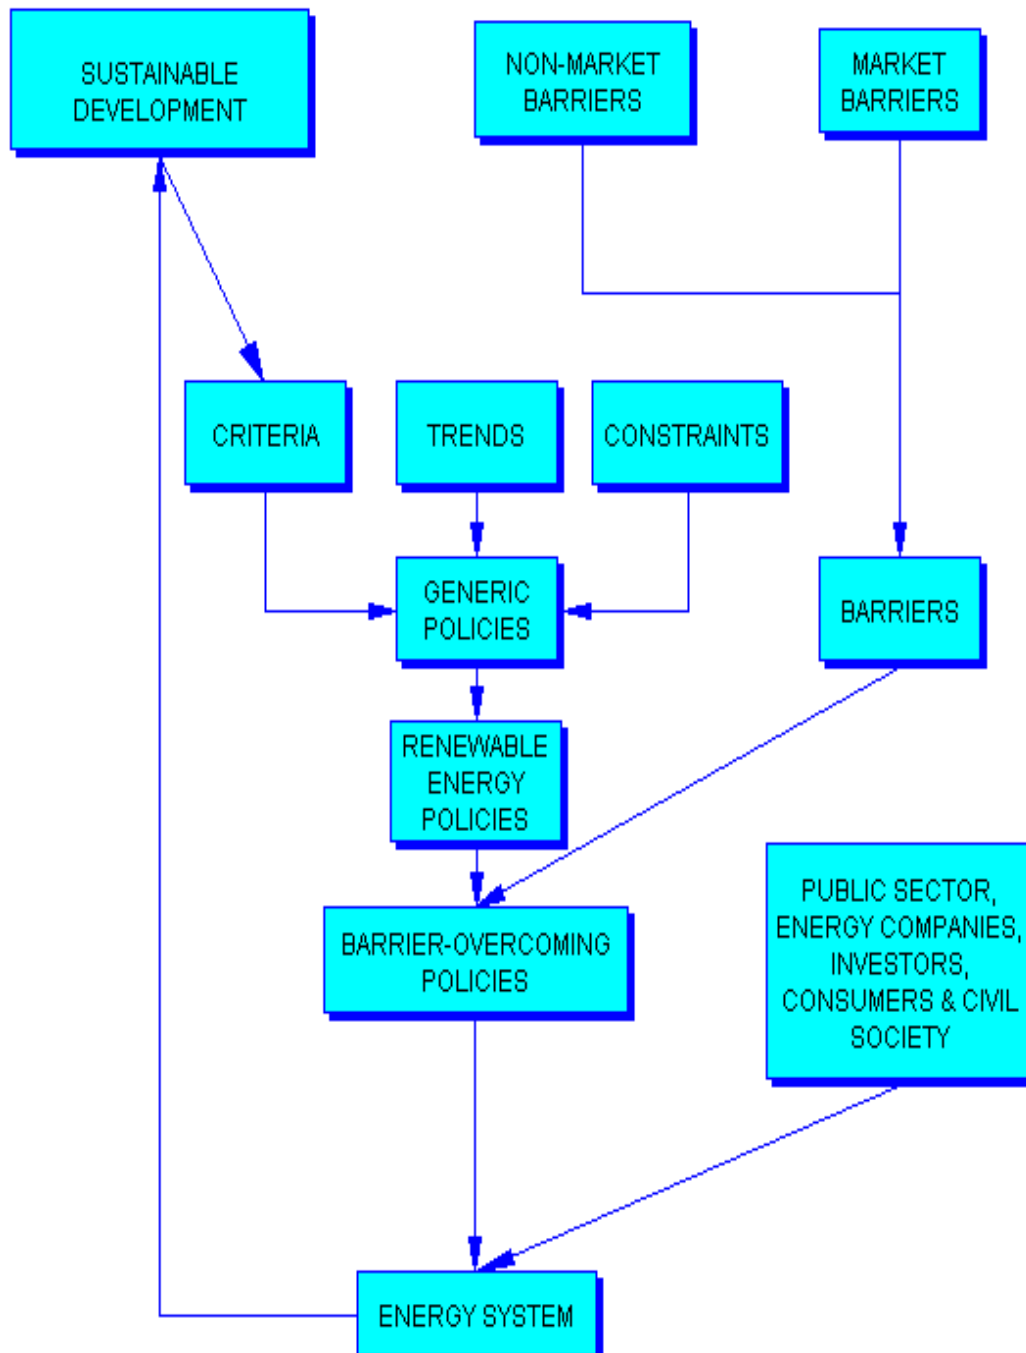 SUSTAINABLE
DEVELOPMENT
NON-MARKET
BARRIERS
MARKET
BARRIERS
CRITERIA
TRENDS
CONSTRAINTS
GENERIC
POLICIES
BARRIERS
RENEWABLE
ENERGY
POLICIES
BARRIER-OVERCOMING
POLICIES
PUBLIC SECTOR,
ENERGY COMPANIES,
INVESTORS,
CONSUMERS & CIVIL
SOCIETY
ENERGY SYSTEM